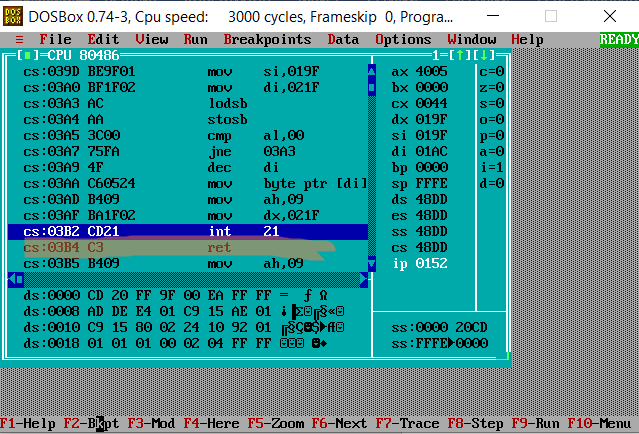 DOSBox 0.74-3, Cpu speed: 3000 cycles, Frameskip 0, Progra...
≡ File Edit View Run Breakpoints Data Options Window Help READY
[■]=CPU 80486 1=[↑][↓]
cs:039D BE9F01 mov si,019F ax 4005 c=0
cs:03A0 BF1F02 mov di,021F bx 0000 z=0
cs:03A3 AC lodsb cx 0044 s=0
cs:03A4 AA stosb dx 019F o=0
cs:03A5 3C00 cmp al,00 si 019F p=0
cs:03A7 75FA jne 03A3 di 01AC a=0
cs:03A9 4F dec di bp 0000 i=1
cs:03AA C60524 mov byte ptr [di] sp FFFE d=0
cs:03AD B409 mov ah,09 ds 48DD
cs:03AF BA1F02 mov dx,021F es 48DD
cs:03B2 CD21 int 21 ss 48DD
cs:03B4 C3 ret cs 48DD
cs:03B5 B409 mov ah,09 ip 0152
ds:0000 CD 20 FF 9F 00 EA FF FF = ƒ Ω
ds:0008 AD DE E4 01 C9 15 AE 01 ¡▐Σ☺╔§«☺
ds:0010 C9 15 80 02 24 10 92 01 ╔§Ç☻$►Æ☺ ss:0000 20CD
ds:0018 01 01 01 00 02 04 FF FF ☺☺☺ ☻♦ ss:FFFE►0000
F1-Help F2-Bkpt F3-Mod F4-Here F5-Zoom F6-Next F7-Trace F8-Step F9-Run F10-Menu